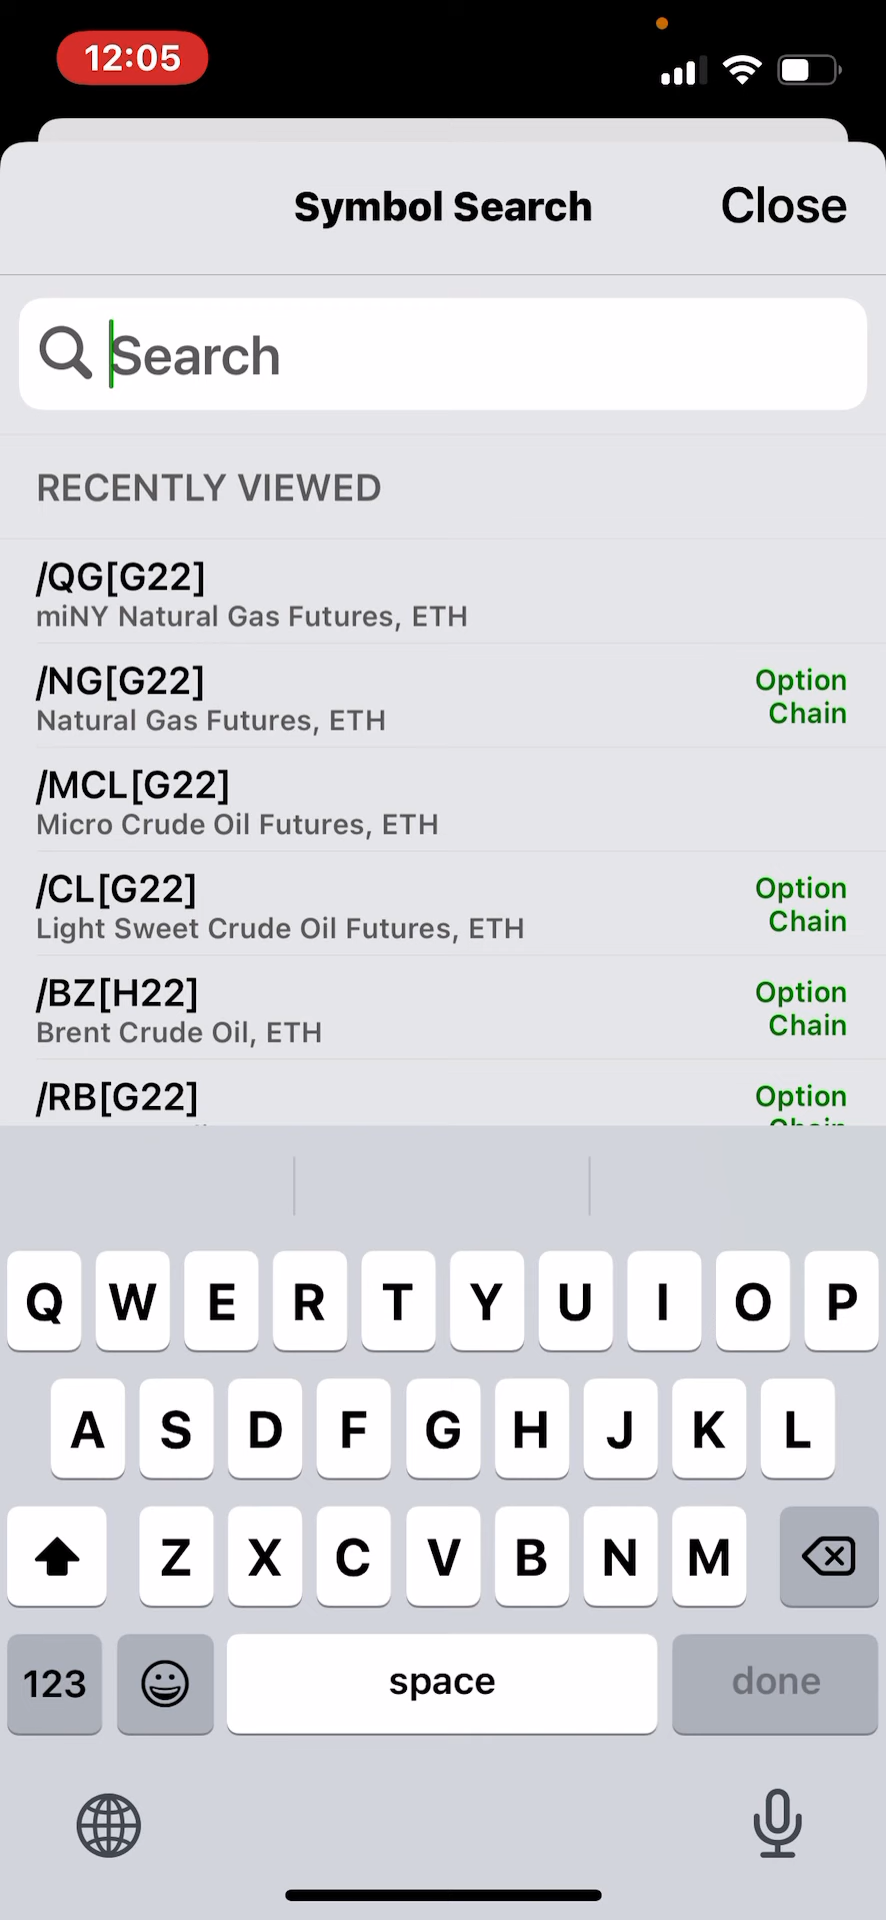 12:05
Symbol Search
Close
Search
RECENTLY VIEWED
/QG[G22]
miNY Natural Gas Futures, ETH
/NG[G22]
Natural Gas Futures, ETH
Option
Chain
/MCL[G22]
Micro Crude Oil Futures, ETH
/CL[G22]
Light Sweet Crude Oil Futures, ETH
Option
Chain
/BZ[H22]
Brent Crude Oil, ETH
Option
Chain
/RB[G22]
Option
Q W E R T Y U I O P
A S D F G H J K L
Z X C V B N M
123
space
done